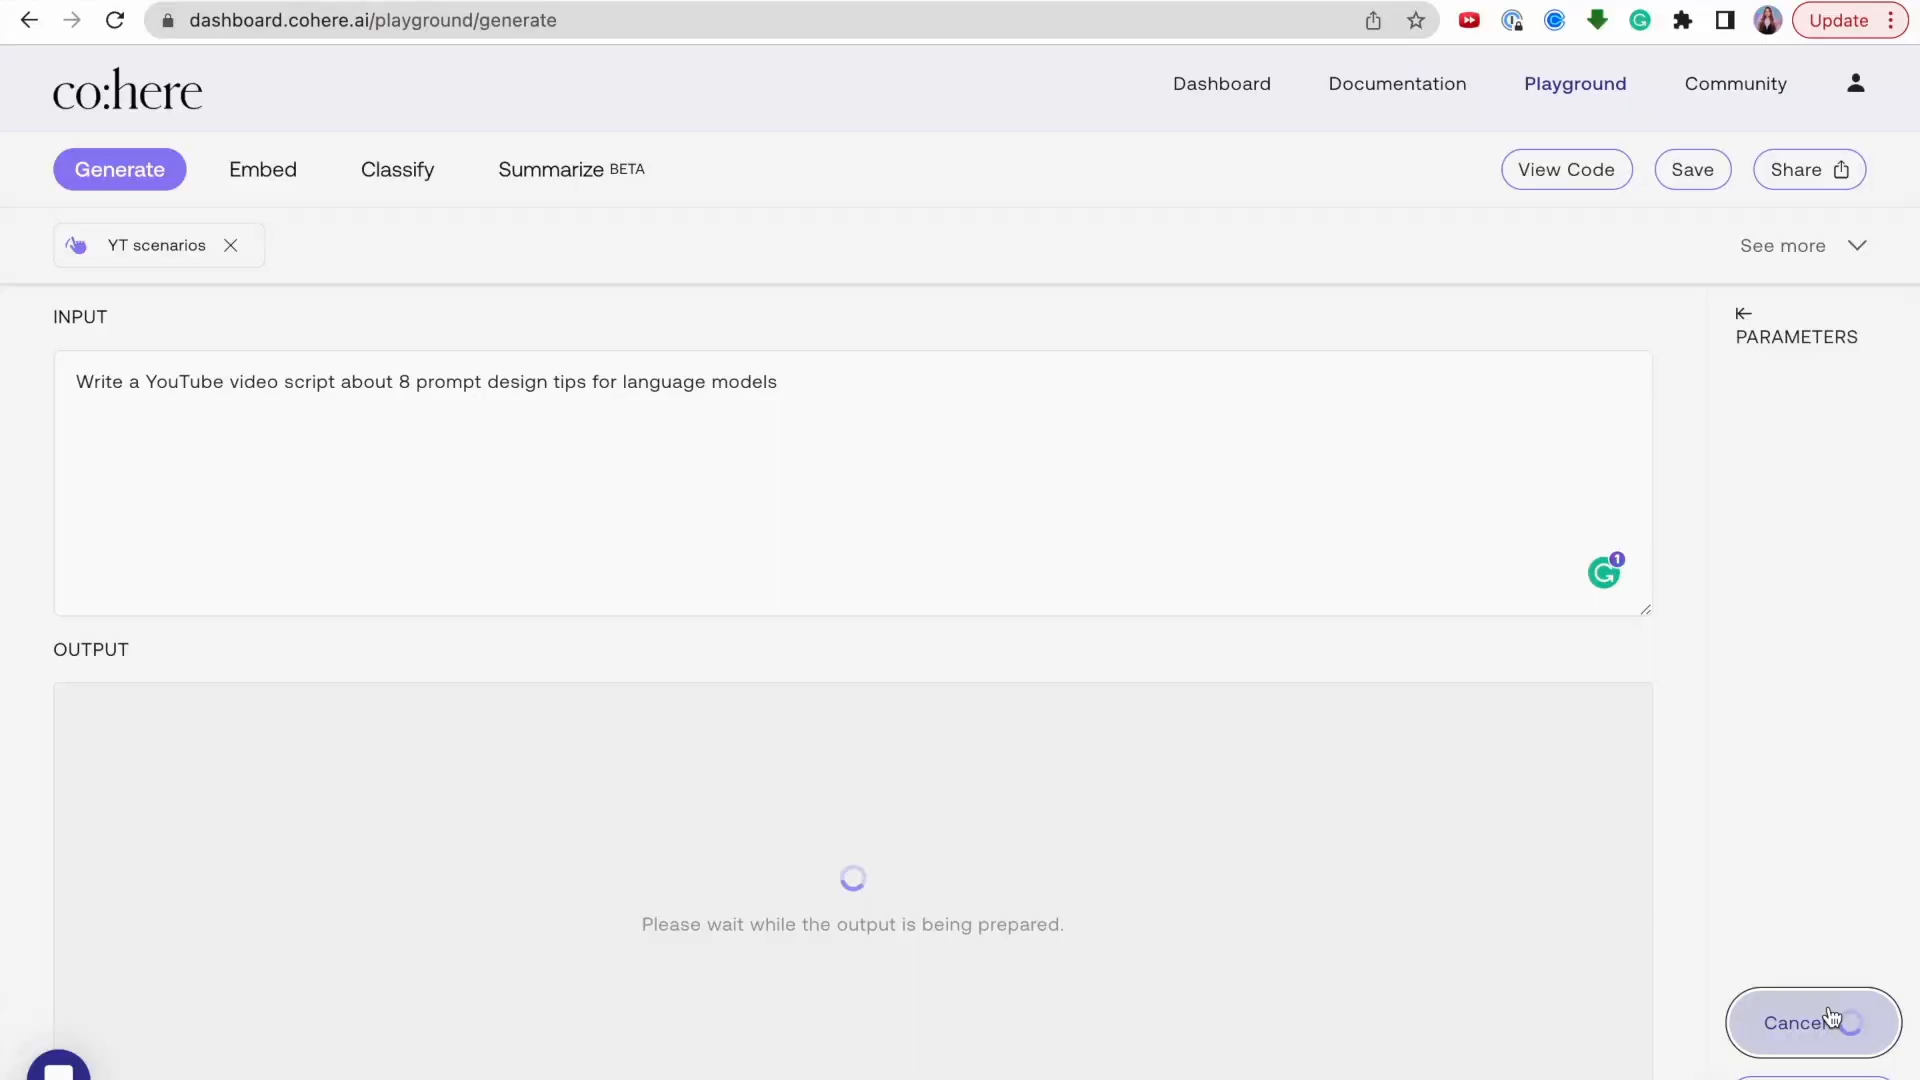 dashboard.cohere.ai/playground/generate
Update
co:here
Dashboard Documentation Playground Community
Generate Embed Classify Summarize BETA View Code Save Share
YT scenarios See more
INPUT
PARAMETERS
Write a YouTube video script about 8 prompt design tips for language models
1
OUTPUT
Please wait while the output is being prepared.
Cancel